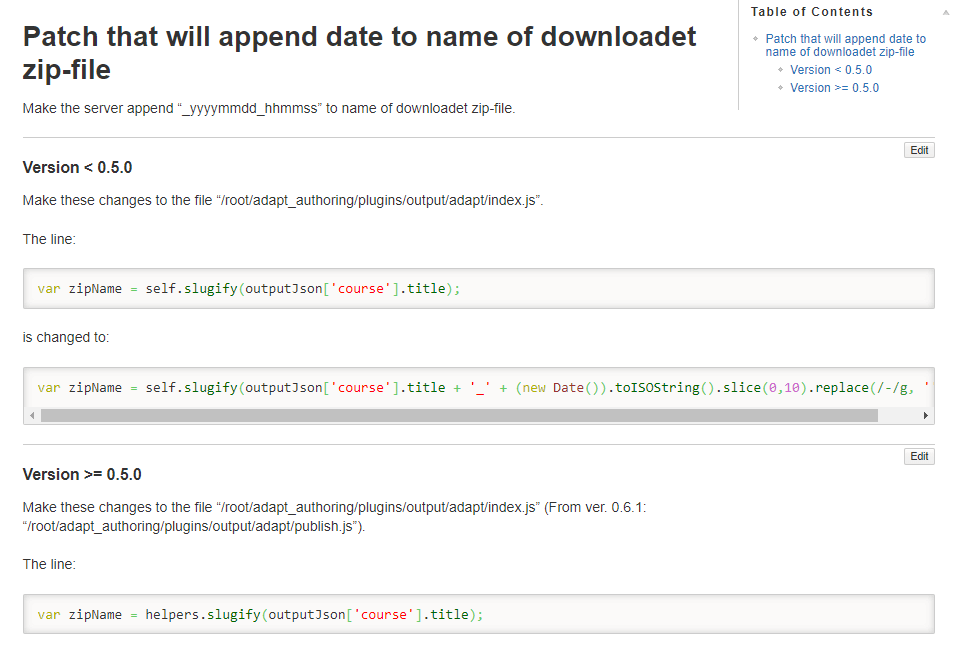 Patch that will append date to name of downloadet
zip-file
Make the server append “_yyyymmdd_hhmmss” to name of downloadet zip-file.
Table of Contents
Patch that will append date to
name of downloadet zip-file
Version < 0.5.0
Version >= 0.5.0
Edit
Version < 0.5.0
Make these changes to the file “/root/adapt_authoring/plugins/output/adapt/index.js”.
The line:
var zipName = self.slugify(outputJson['course'].title);
is changed to:
var zipName = self.slugify(outputJson['course'].title + '_' + (new Date()).toISOString().slice(0,10).replace(/-/g, '
Edit
Version >= 0.5.0
Make these changes to the file “/root/adapt_authoring/plugins/output/adapt/index.js” (From ver. 0.6.1:
“/root/adapt_authoring/plugins/output/adapt/publish.js”).
The line:
var zipName = helpers.slugify(outputJson['course'].title);